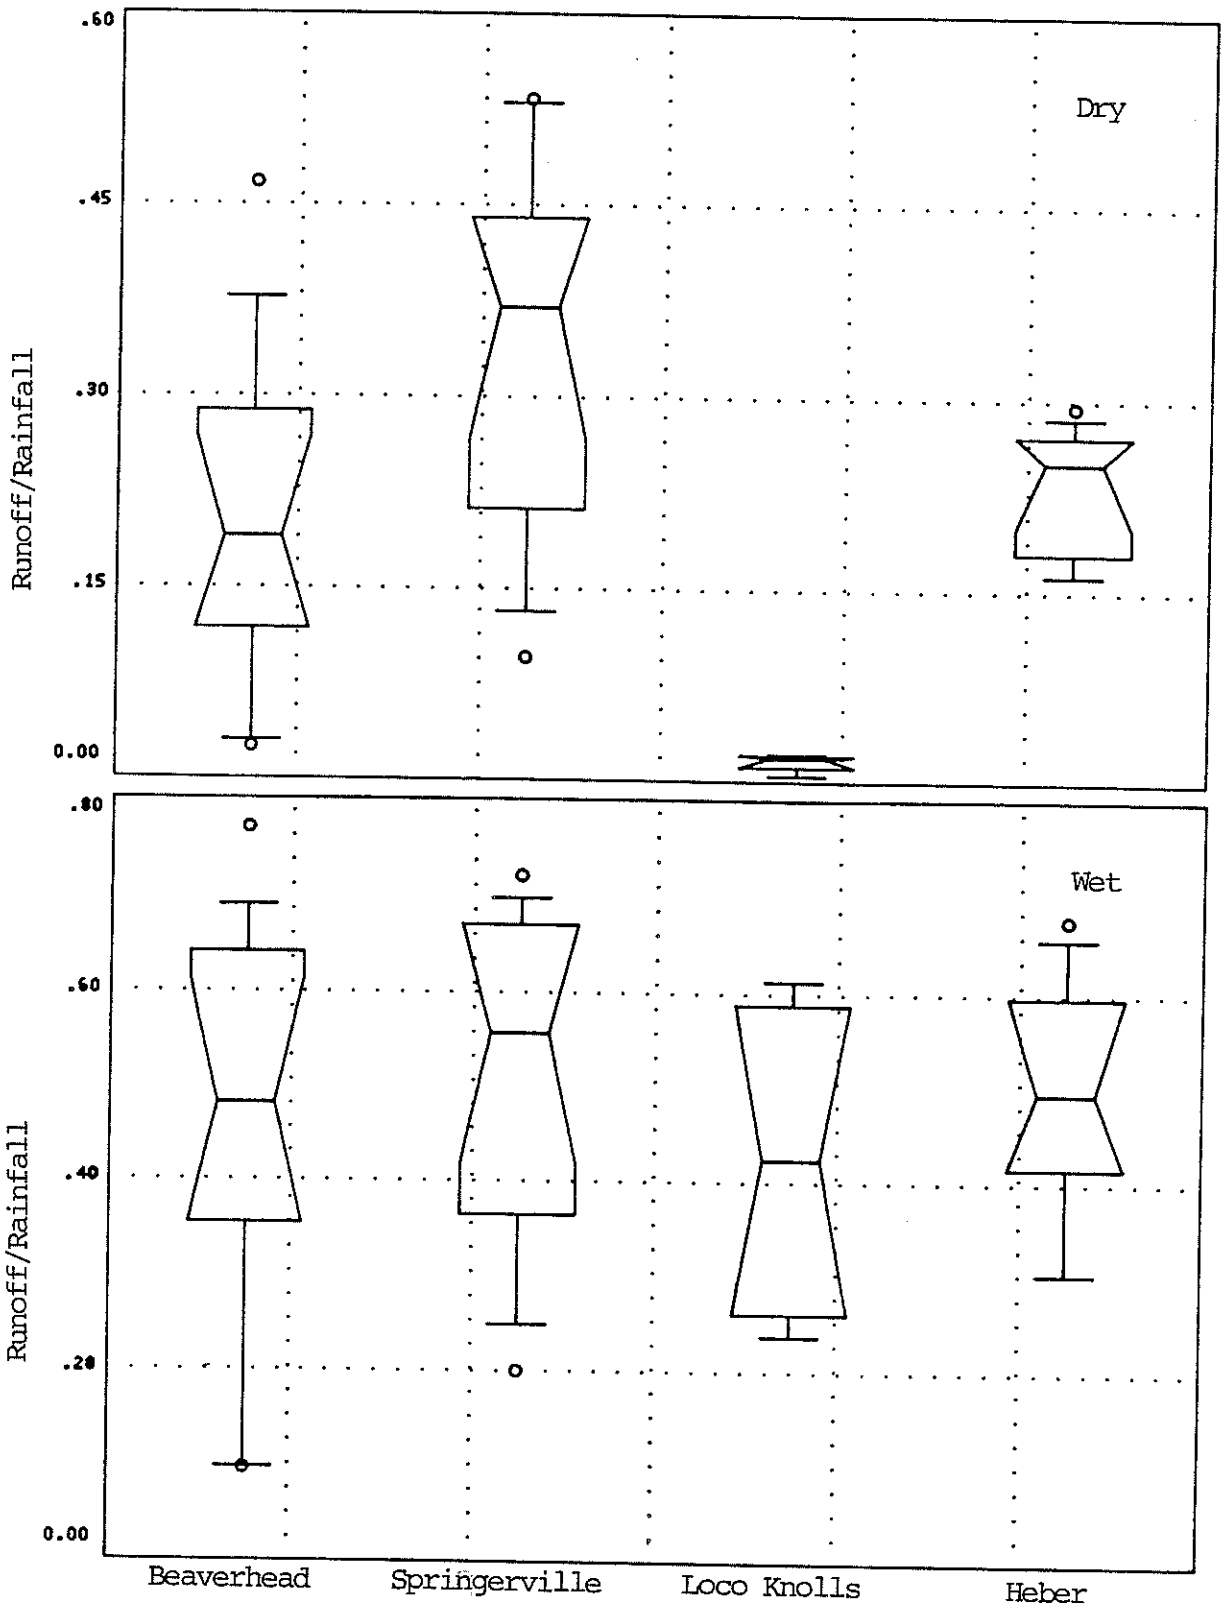 .60
Dry
.45
.30
.15
0.00
Runoff/Rainfall
.80
Wet
.60
.40
.20
0.00
Runoff/Rainfall
Beaverhead
Springerville
Loco Knolls
Heber